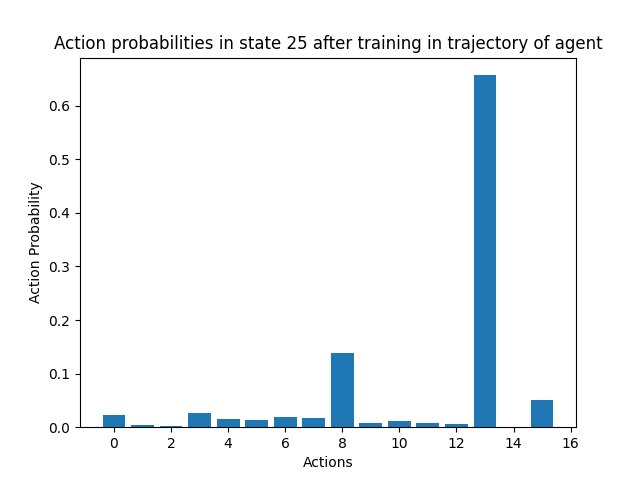 Action probabilities in state 25 after training in trajectory of agent
Action Probability
0.6
0.5
0.4
0.3
0.2
0.1
0.0
0 2 4 6 8 10 12 14 16
Actions